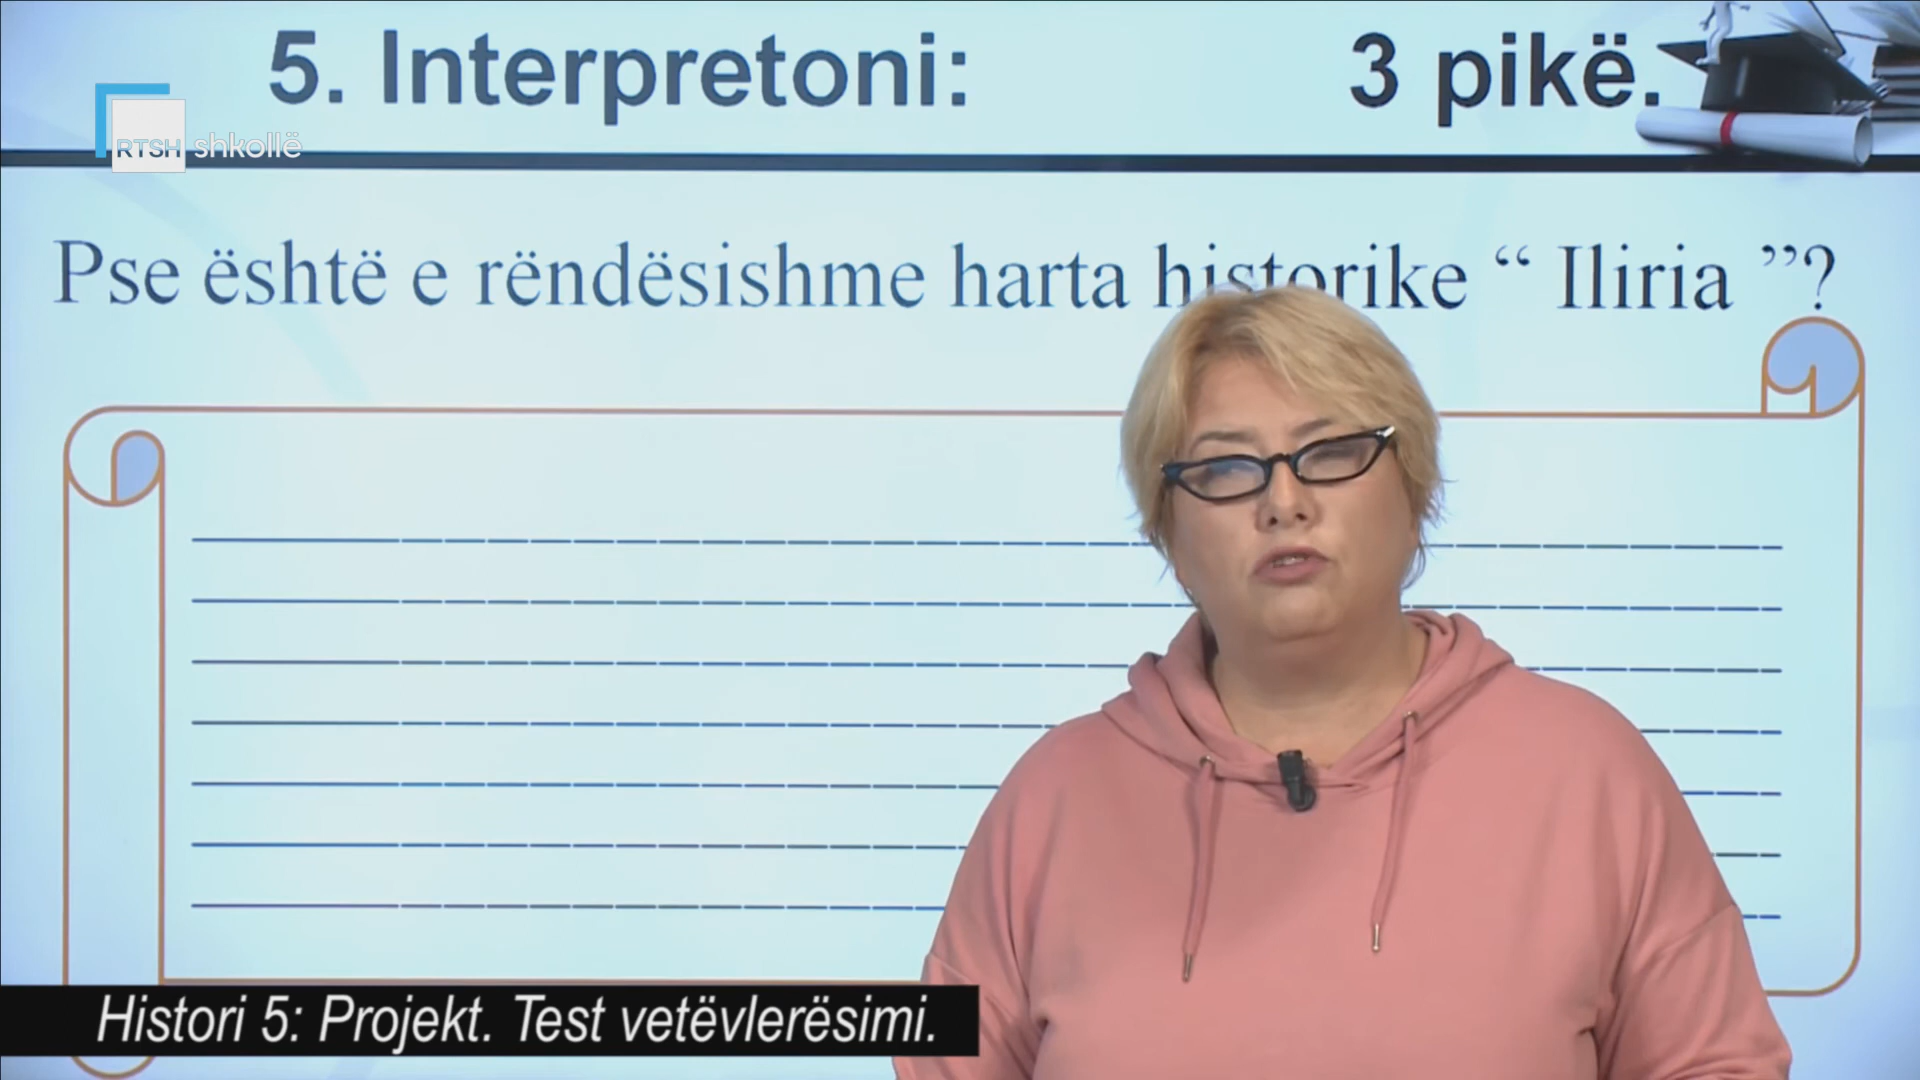 5. Interpretoni: 3 pikë.
RTSH shkollë
Pse është e rëndësishme harta historike “ Iliria ”?
Histori 5: Projekt. Test vetëvlerësimi.